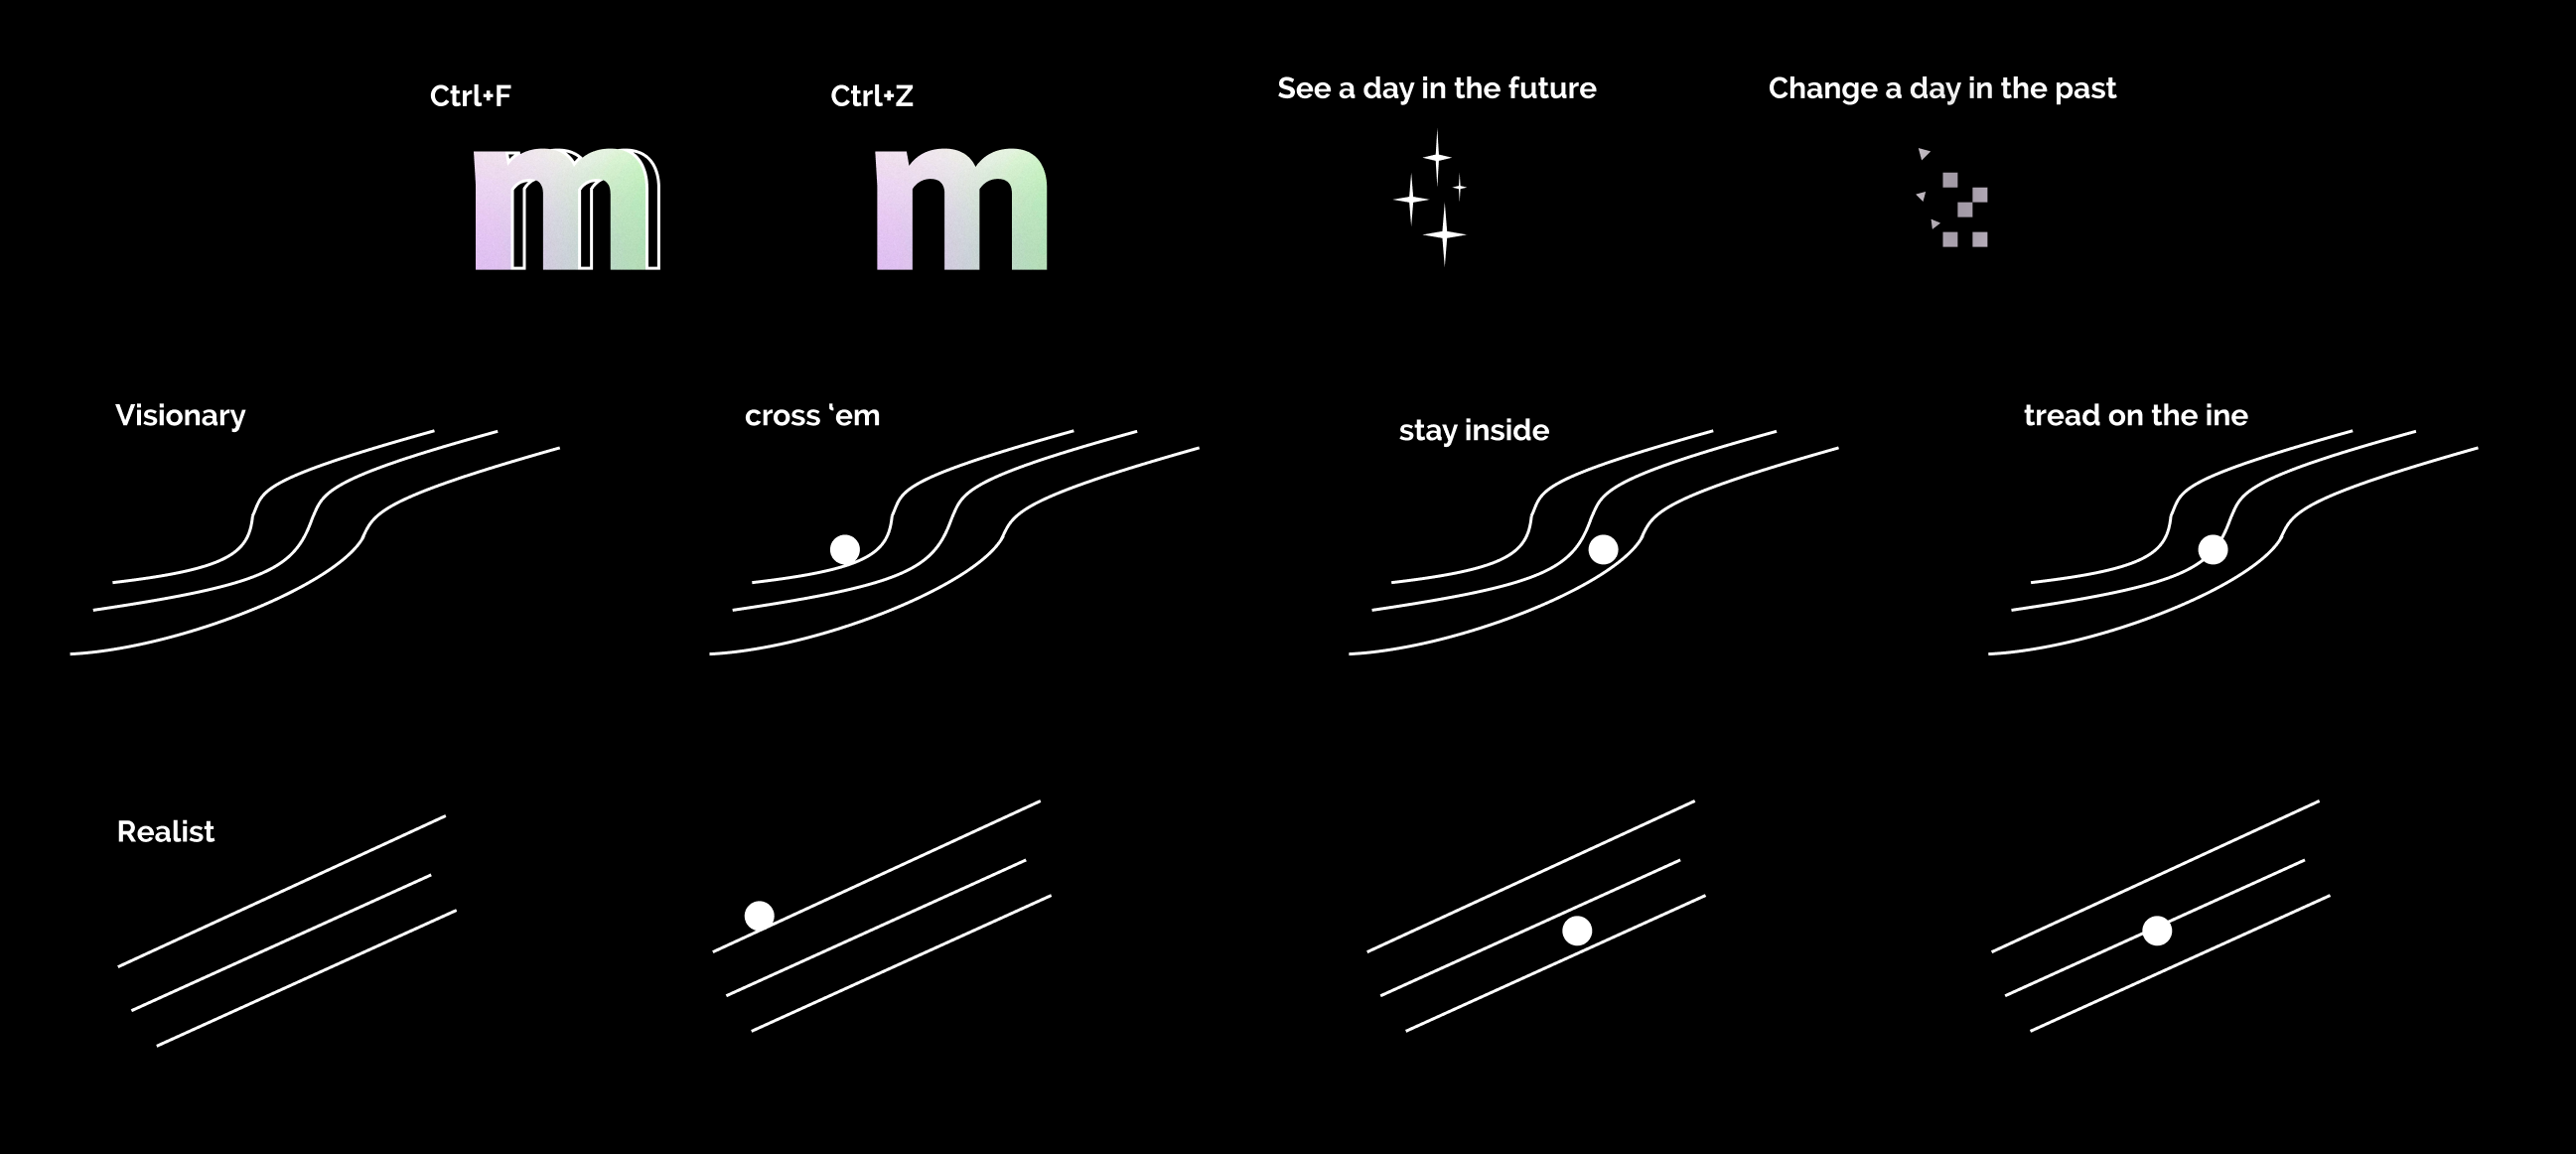 Ctrl+F
Ctrl+Z
See a day in the future
Change a day in the past
m
m
Visionary
cross ‘em
stay inside
tread on the ine
Realist